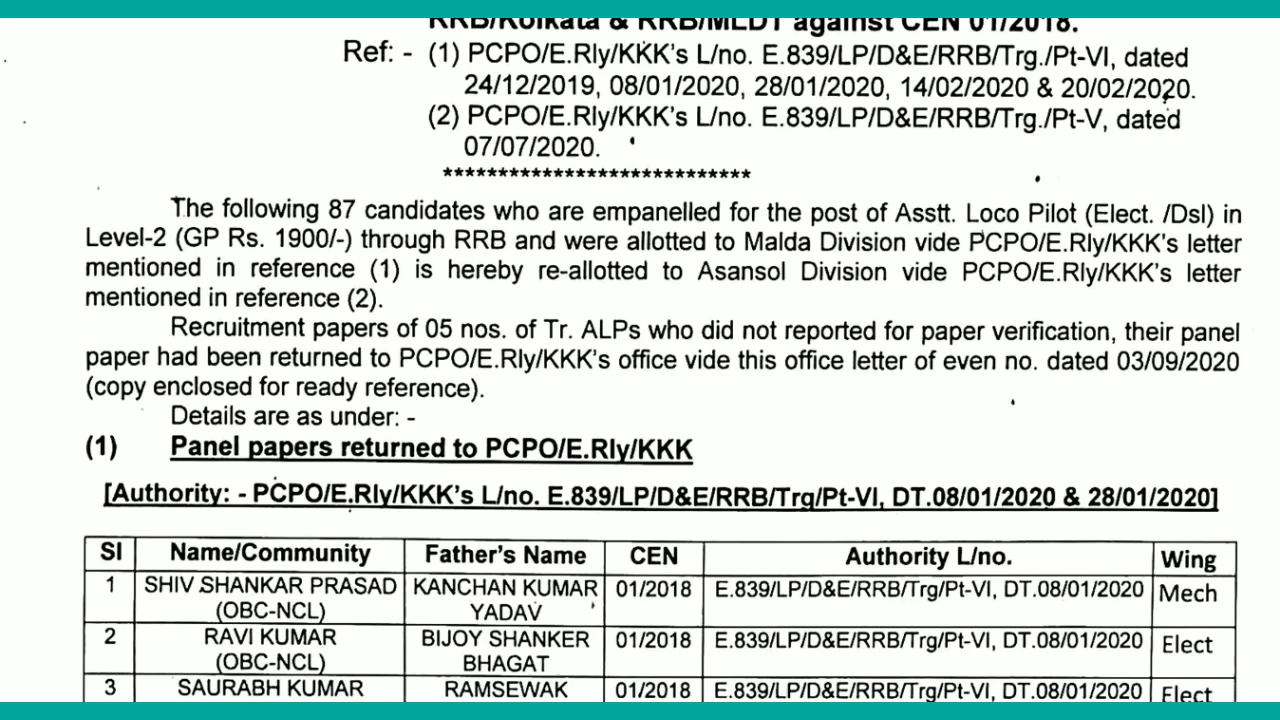 RRB/Kolkata & RRB/MLDT against CEN 01/2018.
Ref: - (1) PCPO/E.Rly/KKK's L/no. E.839/LP/D&E/RRB/Trg./Pt-VI, dated
24/12/2019, 08/01/2020, 28/01/2020, 14/02/2020 & 20/02/2020.
(2) PCPO/E.Rly/KKK's L/no. E.839/LP/D&E/RRB/Trg./Pt-V, dated
07/07/2020.
****************************
The following 87 candidates who are empanelled for the post of Asstt. Loco Pilot (Elect. /Dsl) in
Level-2 (GP Rs. 1900/-) through RRB and were allotted to Malda Division vide PCPO/E.Rly/KKK's letter
mentioned in reference (1) is hereby re-allotted to Asansol Division vide PCPO/E.Rly/KKK's letter
mentioned in reference (2).
Recruitment papers of 05 nos. of Tr. ALPs who did not reported for paper verification, their panel
paper had been returned to PCPO/E.Rly/KKK's office vide this office letter of even no. dated 03/09/2020
(copy enclosed for ready reference).
Details are as under: -
(1) Panel papers returned to PCPO/E.Rly/KKK
[Authority: - PCPO/E.Rly/KKK's L/no. E.839/LP/D&E/RRB/Trg/Pt-VI, DT.08/01/2020 & 28/01/2020]
Sl Name/Community Father's Name CEN Authority L/no. Wing
1 SHIV SHANKAR PRASAD KANCHAN KUMAR 01/2018 E.839/LP/D&E/RRB/Trg/Pt-VI, DT.08/01/2020 Mech
(OBC-NCL) YADAV
2 RAVI KUMAR BIJOY SHANKER 01/2018 E.839/LP/D&E/RRB/Trg/Pt-VI, DT.08/01/2020 Elect
(OBC-NCL) BHAGAT
3 SAURABH KUMAR RAMSEWAK 01/2018 E.839/LP/D&E/RRB/Trg/Pt-VI, DT.08/01/2020 Elect